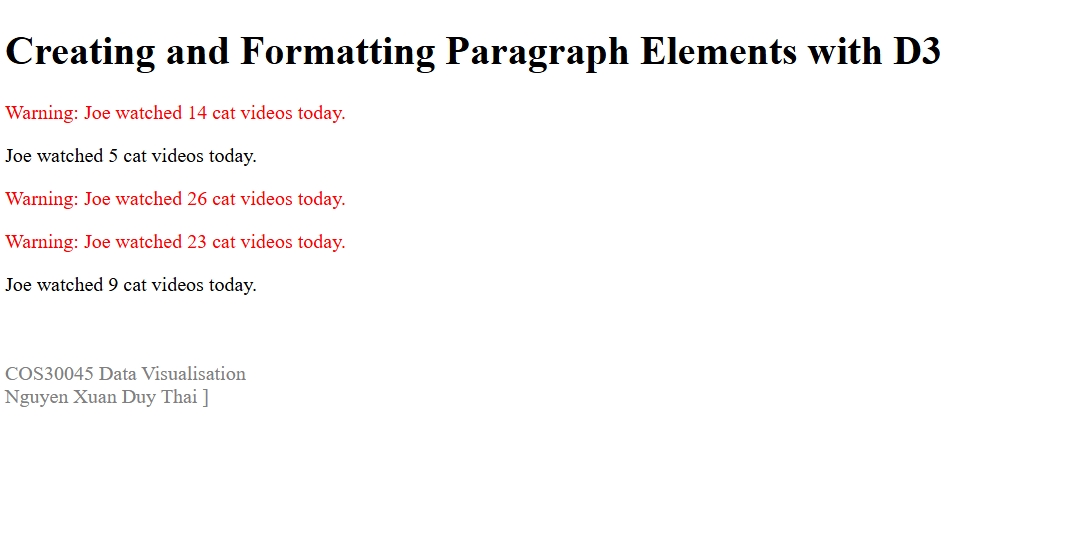 Creating and Formatting Paragraph Elements with D3
Warning: Joe watched 14 cat videos today.
Joe watched 5 cat videos today.
Warning: Joe watched 26 cat videos today.
Warning: Joe watched 23 cat videos today.
Joe watched 9 cat videos today.
COS30045 Data Visualisation
Nguyen Xuan Duy Thai ]